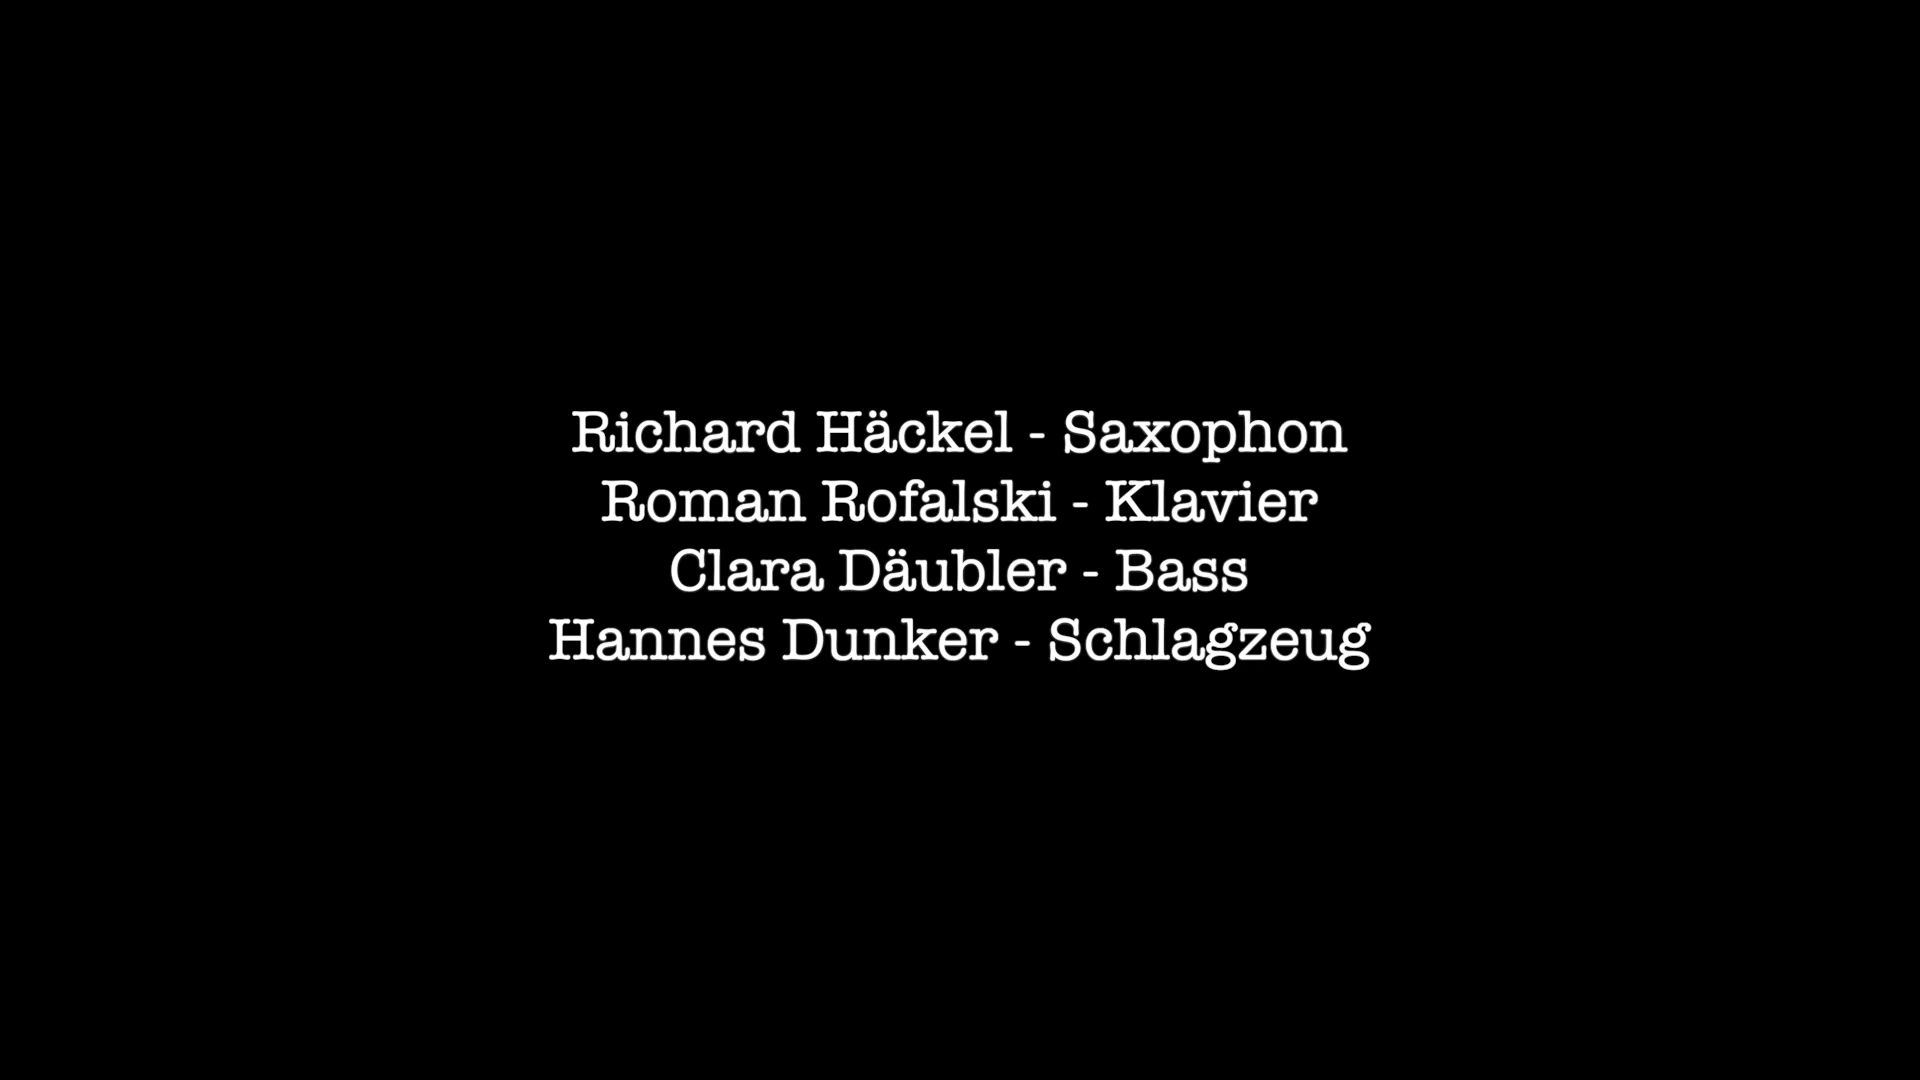 Richard Häckel - Saxophon
Roman Rofalski - Klavier
Clara Däubler - Bass
Hannes Dunker - Schlagzeug